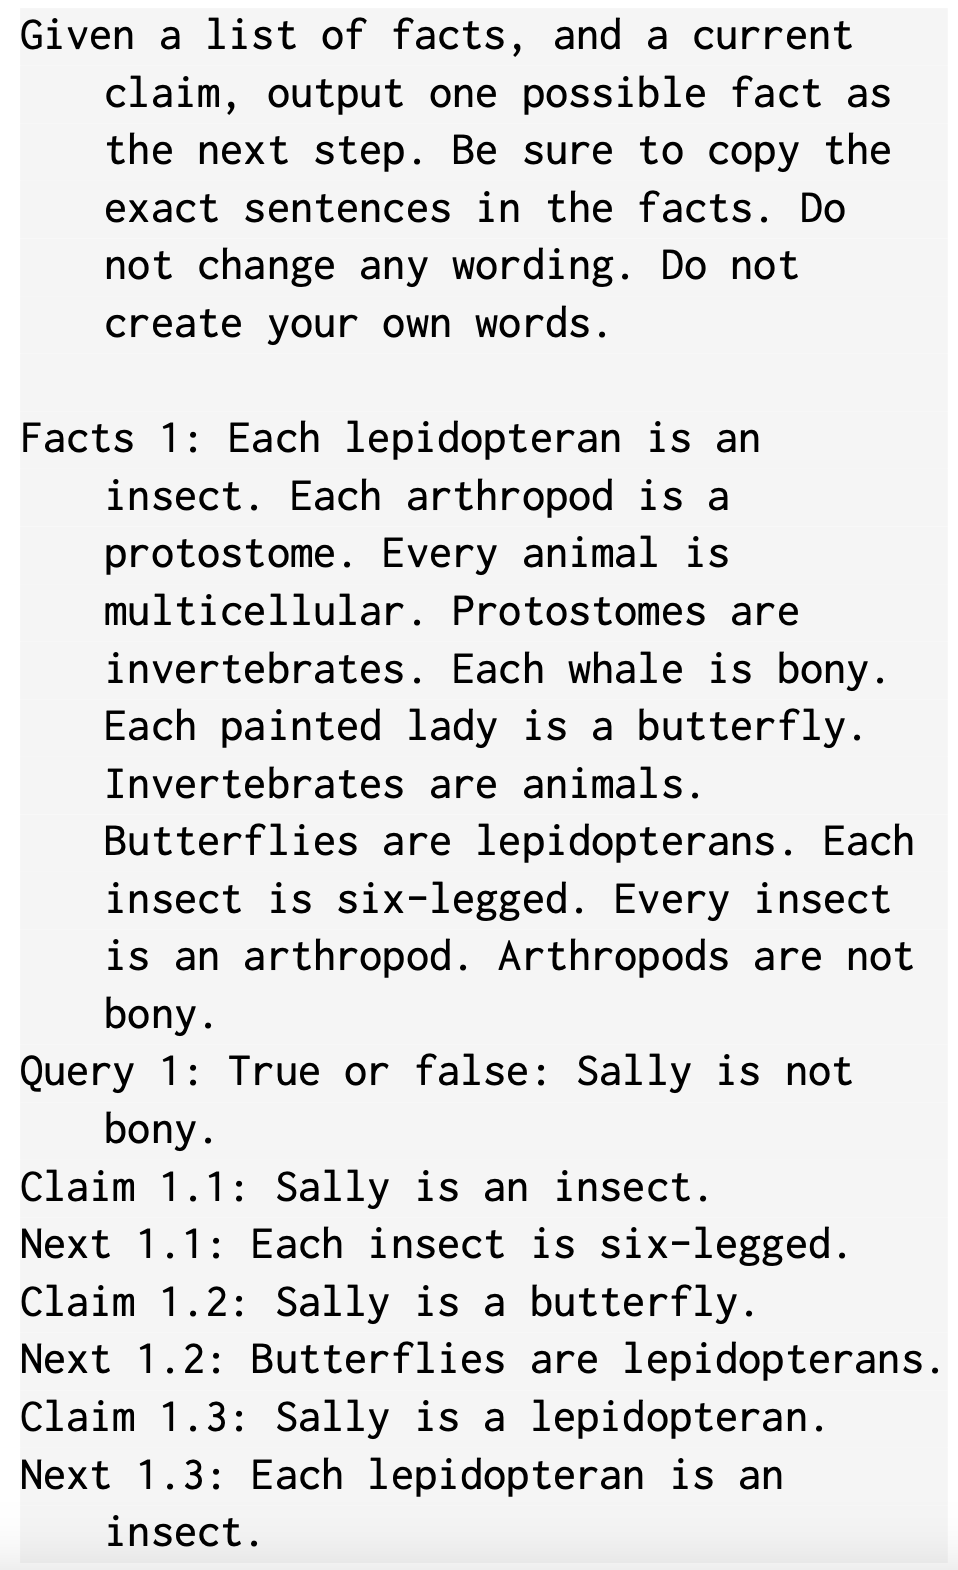 Given a list of facts, and a current
claim, output one possible fact as
the next step. Be sure to copy the
exact sentences in the facts. Do
not change any wording. Do not
create your own words.
Facts 1: Each lepidopteran is an
insect. Each arthropod is a
protostome. Every animal is
multicellular. Protostomes are
invertebrates. Each whale is bony.
Each painted lady is a butterfly.
Invertebrates are animals.
Butterflies are lepidopterans. Each
insect is six-legged. Every insect
is an arthropod. Arthropods are not
bony.
Query 1: True or false: Sally is not
bony.
Claim 1.1: Sally is an insect.
Next 1.1: Each insect is six-legged.
Claim 1.2: Sally is a butterfly.
Next 1.2: Butterflies are lepidopterans.
Claim 1.3: Sally is a lepidopteran.
Next 1.3: Each lepidopteran is an
insect.